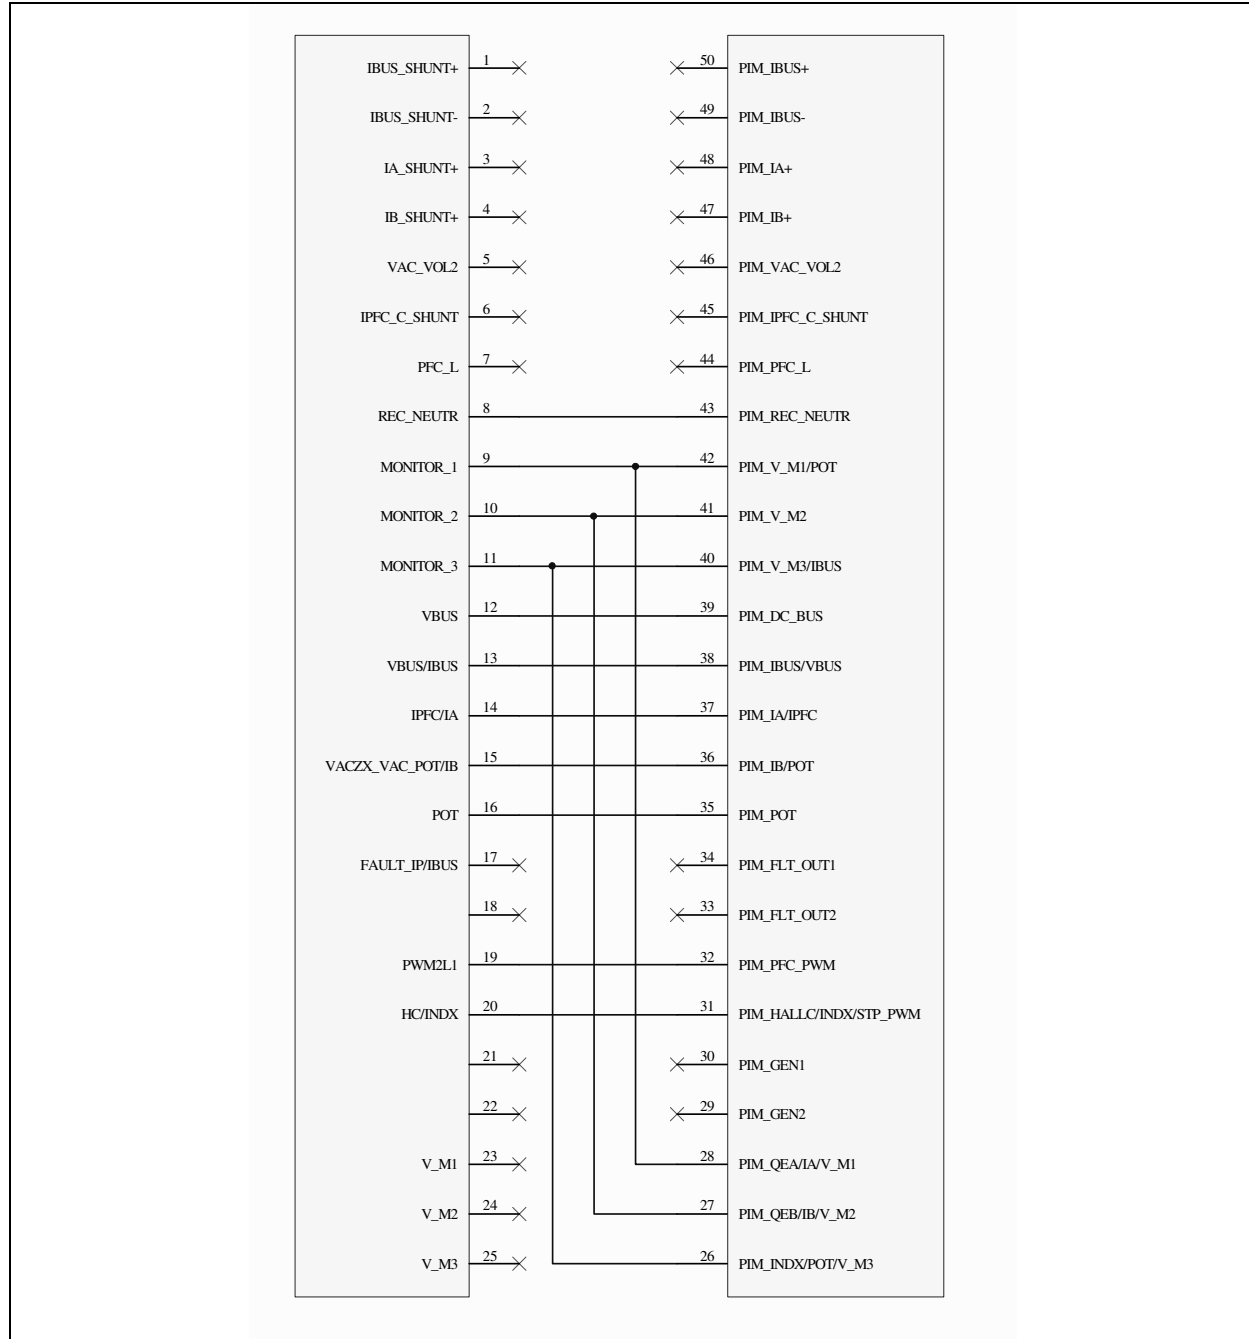 IBUS_SHUNT+ 1 50 PIM_IBUS+
IBUS_SHUNT- 2 49 PIM_IBUS-
IA_SHUNT+ 3 48 PIM_IA+
IB_SHUNT+ 4 47 PIM_IB+
VAC_VOL2 5 46 PIM_VAC_VOL2
IPFC_C_SHUNT 6 45 PIM_IPFC_C_SHUNT
PFC_L 7 44 PIM_PFC_L
REC_NEUTR 8 43 PIM_REC_NEUTR
MONITOR_1 9 42 PIM_V_M1/POT
MONITOR_2 10 41 PIM_V_M2
MONITOR_3 11 40 PIM_V_M3/IBUS
VBUS 12 39 PIM_DC_BUS
VBUS/IBUS 13 38 PIM_IBUS/VBUS
IPFC/IA 14 37 PIM_IA/IPFC
VACZX_VAC_POT/IB 15 36 PIM_IB/POT
POT 16 35 PIM_POT
FAULT_IP/IBUS 17 34 PIM_FLT_OUT1
18 33 PIM_FLT_OUT2
PWM2L1 19 32 PIM_PFC_PWM
HC/INDX 20 31 PIM_HALLC/INDX/STP_PWM
21 30 PIM_GEN1
22 29 PIM_GEN2
V_M1 23 28 PIM_QEA/IA/V_M1
V_M2 24 27 PIM_QEB/IB/V_M2
V_M3 25 26 PIM_INDX/POT/V_M3